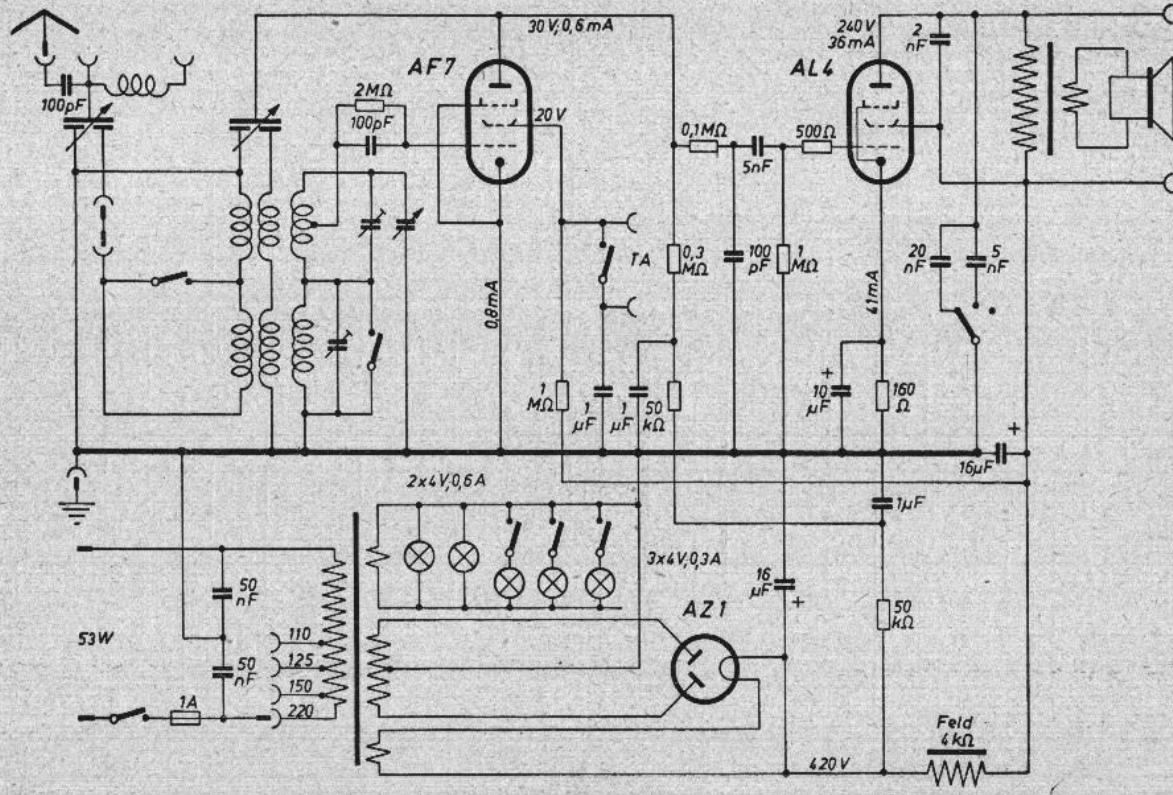 30V,0,6mA
AF7
2MΩ
100pF
100pF
20V
240V
36mA
AL4
2
nF
0,1MΩ
5nF
500Ω
0,3
MΩ
TA
100
pF
1
MΩ
20
nF
5
nF
0,8mA
41mA
1
MΩ
1
µF
1
µF
50
kΩ
10
µF
160
Ω
16µF
1µF
2x4V,0,6A
3x4V,0,3A
16
µF
AZ1
50
kΩ
50
nF
53W
50
nF
110
125
150
220
1A
Feld
4kΩ
420V